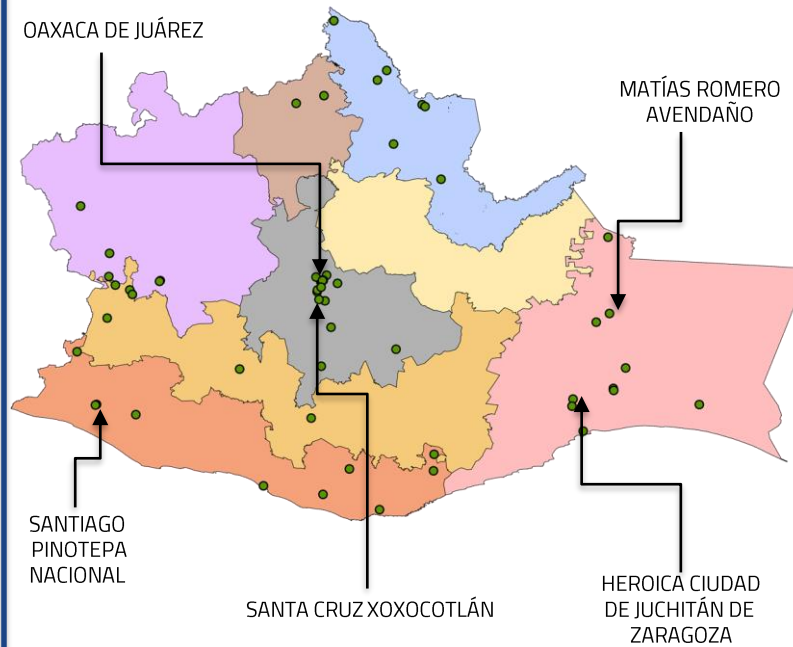 OAXACA DE JUÁREZ
MATÍAS ROMERO
AVENDAÑO
SANTIAGO
PINOTEPA
NACIONAL
SANTA CRUZ XOXOCOTLÁN
HEROICA CIUDAD
DE JUCHITÁN DE
ZARAGOZA